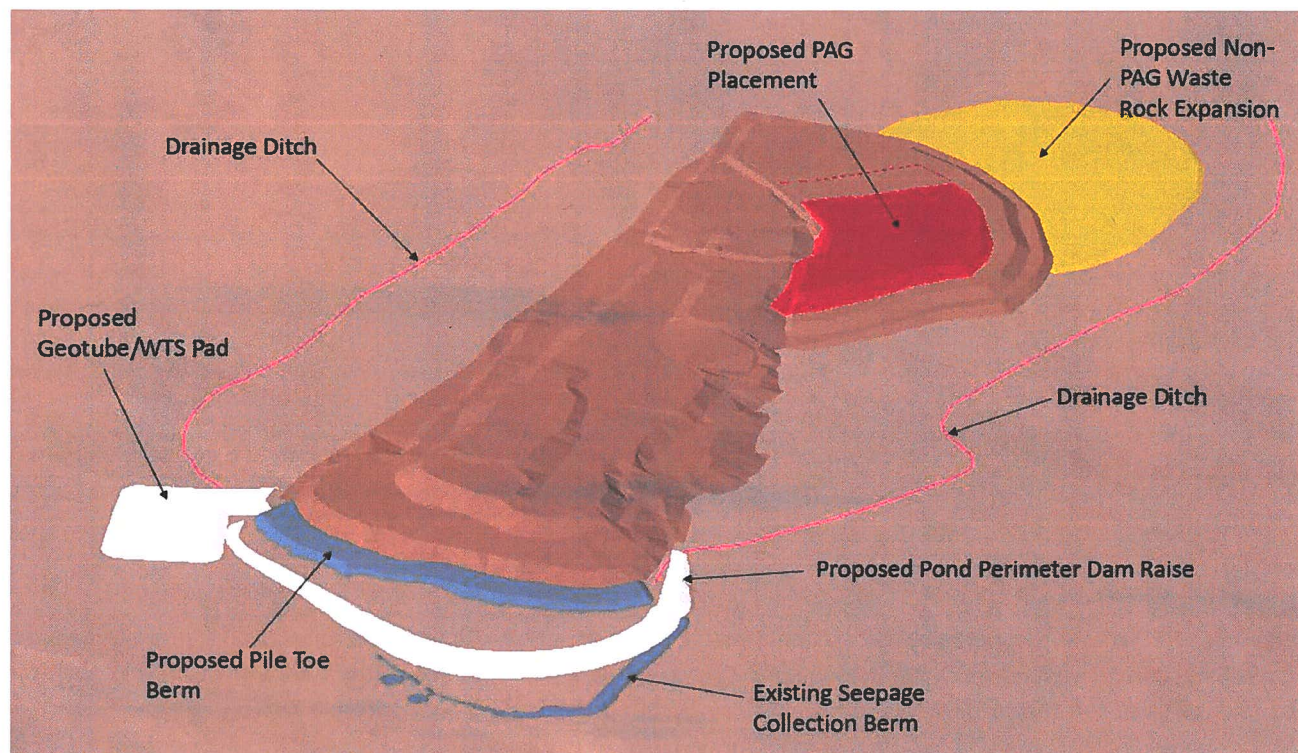 Proposed PAG
Placement
Proposed Non-
PAG Waste
Rock Expansion
Drainage Ditch
Proposed
Geotube/WTS Pad
Drainage Ditch
Proposed Pond Perimeter Dam Raise
Proposed Pile Toe
Berm
Existing Seepage
Collection Berm